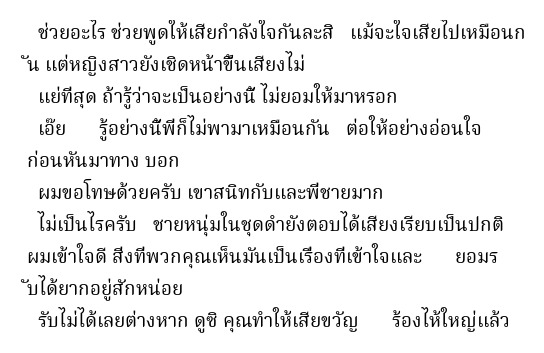 ช่วยอะไร ช่วยพูดให้เสียกำลังใจกันละสิ แม้จะใจเสียไปเหมือนก
ัน แต่หญิงสาวยังเชิดหน้าขึ้นเสียงไม่
แย่ที่สุด ถ้ารู้ว่าจะเป็นอย่างนี้ ไม่ยอมให้มาหรอก
เอ๊ย รู้อย่างนี้พี่ก็ไม่พามาเหมือนกัน ต่อให้อย่างอ่อนใจ
ก่อนหันมาทาง บอก
ผมขอโทษด้วยครับ เขาสนิทกับและพี่ชายมาก
ไม่เป็นไรครับ ชายหนุ่มในชุดดำยังตอบได้เสียงเรียบเป็นปกติ
ผมเข้าใจดี สิ่งที่พวกคุณเห็นมันเป็นเรื่องที่เข้าใจและ ยอมร
ับได้ยากอยู่สักหน่อย
รับไม่ได้เลยต่างหาก ดูซิ คุณทำให้เสียขวัญ ร้องไห้ใหญ่แล้ว